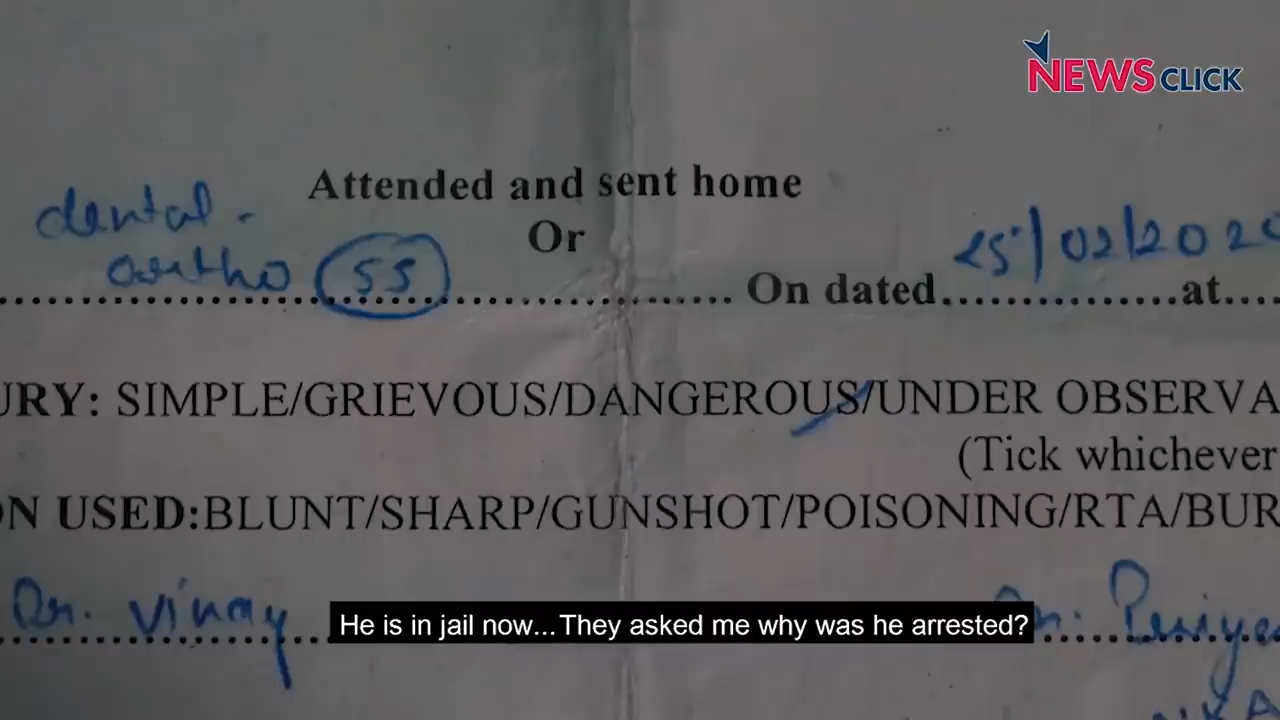 NEWSCLICK
Attended and sent home
dental.
Or
ortho 55
25/02/202
On dated at
URY: SIMPLE/GRIEVOUS/DANGEROUS/UNDER OBSERVA
(Tick whichever
ON USED:BLUNT/SHARP/GUNSHOT/POISONING/RTA/BUR
Dr. Vinay
He is in jail now... They asked me why was he arrested?